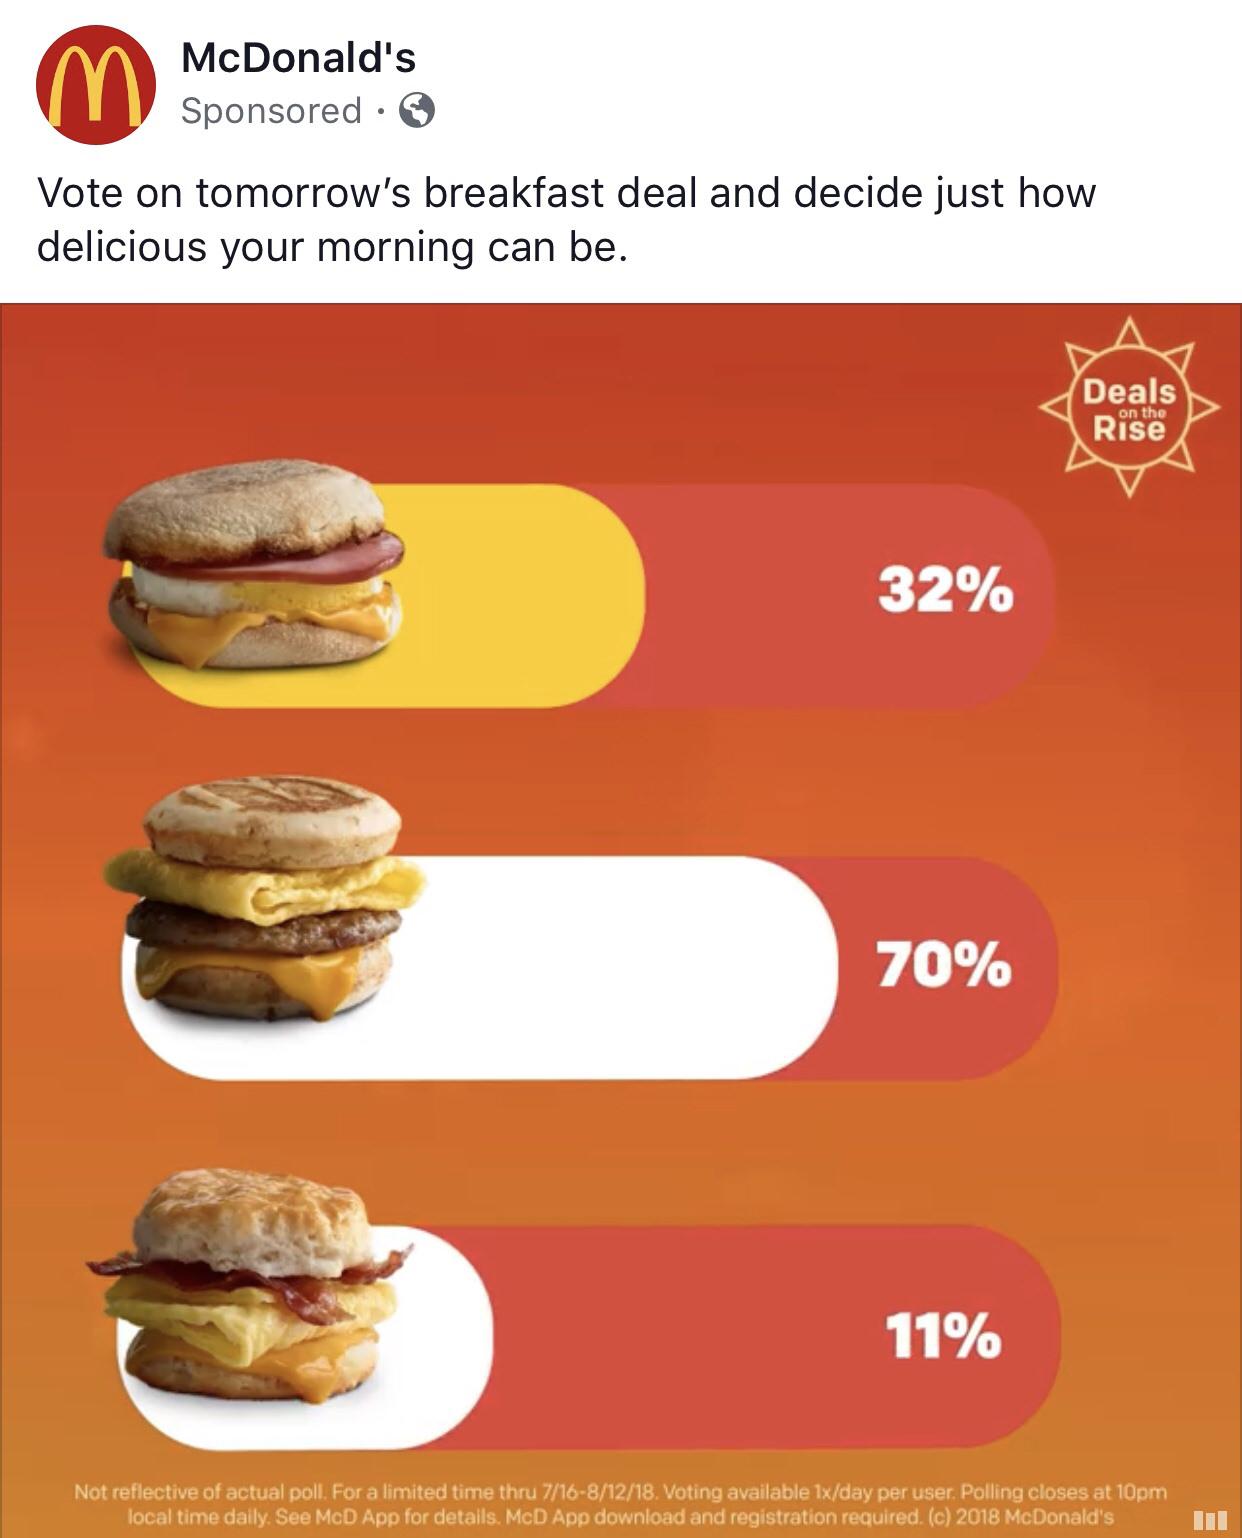 McDonald's
Sponsored ·
Vote on tomorrow’s breakfast deal and decide just how
delicious your morning can be.
Deals
on the
Rise
32%
70%
11%
Not reflective of actual poll. For a limited time thru 7/16-8/12/18. Voting available 1x/day per user. Polling closes at 10pm
local time daily. See McD App for details. McD App download and registration required. (c) 2018 McDonald's